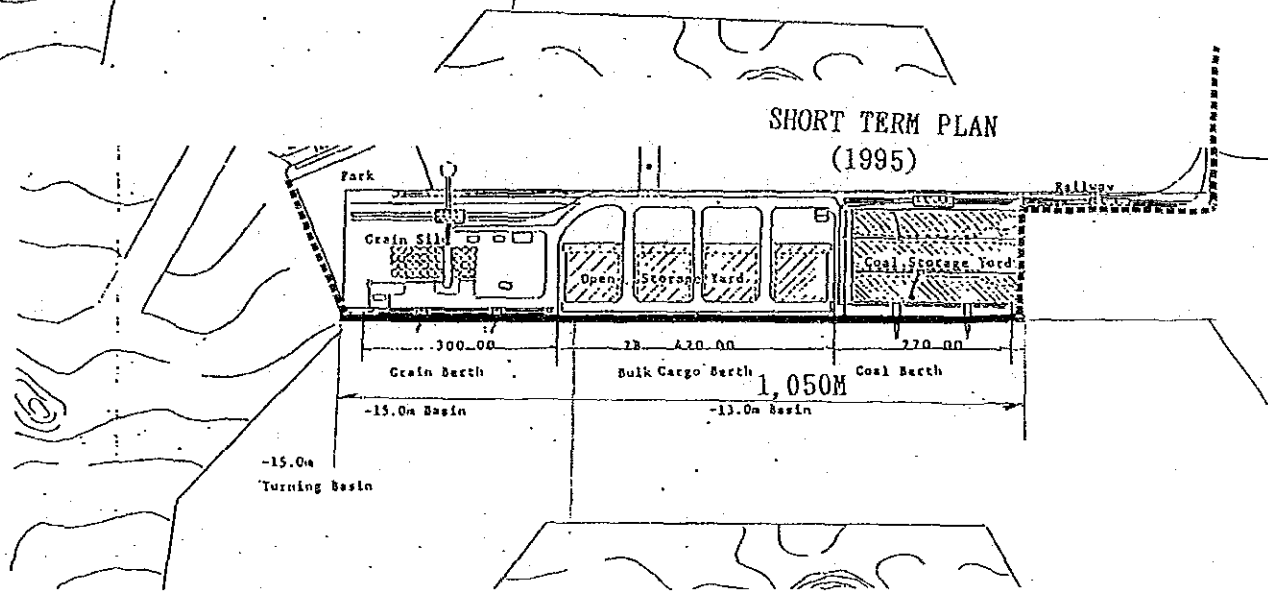 SHORT TERM PLAN
(1995)
Park
Railway
Grain Silo
Coal Storage Yard
Open Storage Yard
300.00
28 420.00
270.00
Grain Berth
Bulk Cargo Berth
Coal Berth
1,050M
-15.0m Basin
-13.0m Basin
-15.0m
Turning Basin